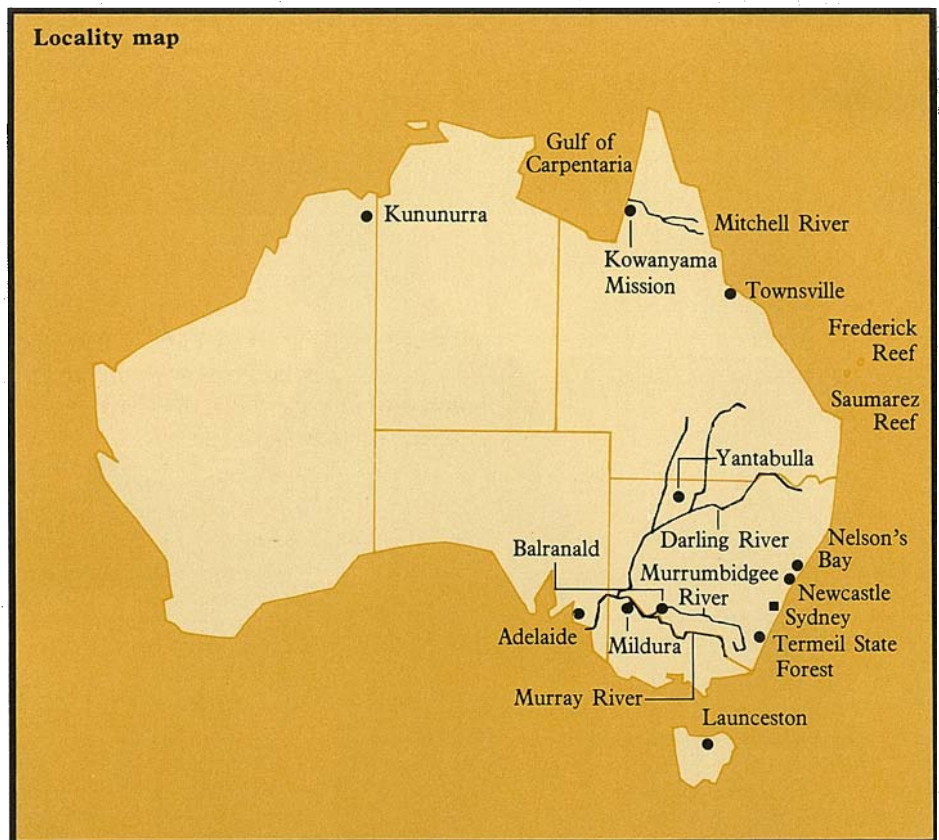 Locality map
Gulf of
Carpentaria
Kununurra
Mitchell River
Kowanyama
Mission
Townsville
Frederick
Reef
Saumarez
Reef
Yantabulla
Darling River
Nelson's
Bay
Balranald
Murrumbidgee
River
Newcastle
Sydney
Adelaide
Mildura
Termeil State
Forest
Murray River
Launceston